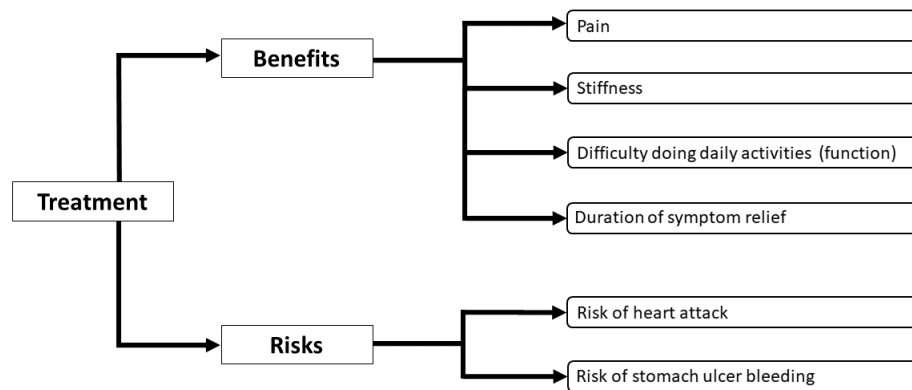 Pain
Benefits
Stiffness
Difficulty doing daily activities (function)
Treatment
Duration of symptom relief
Risk of heart attack
Risks
Risk of stomach ulcer bleeding